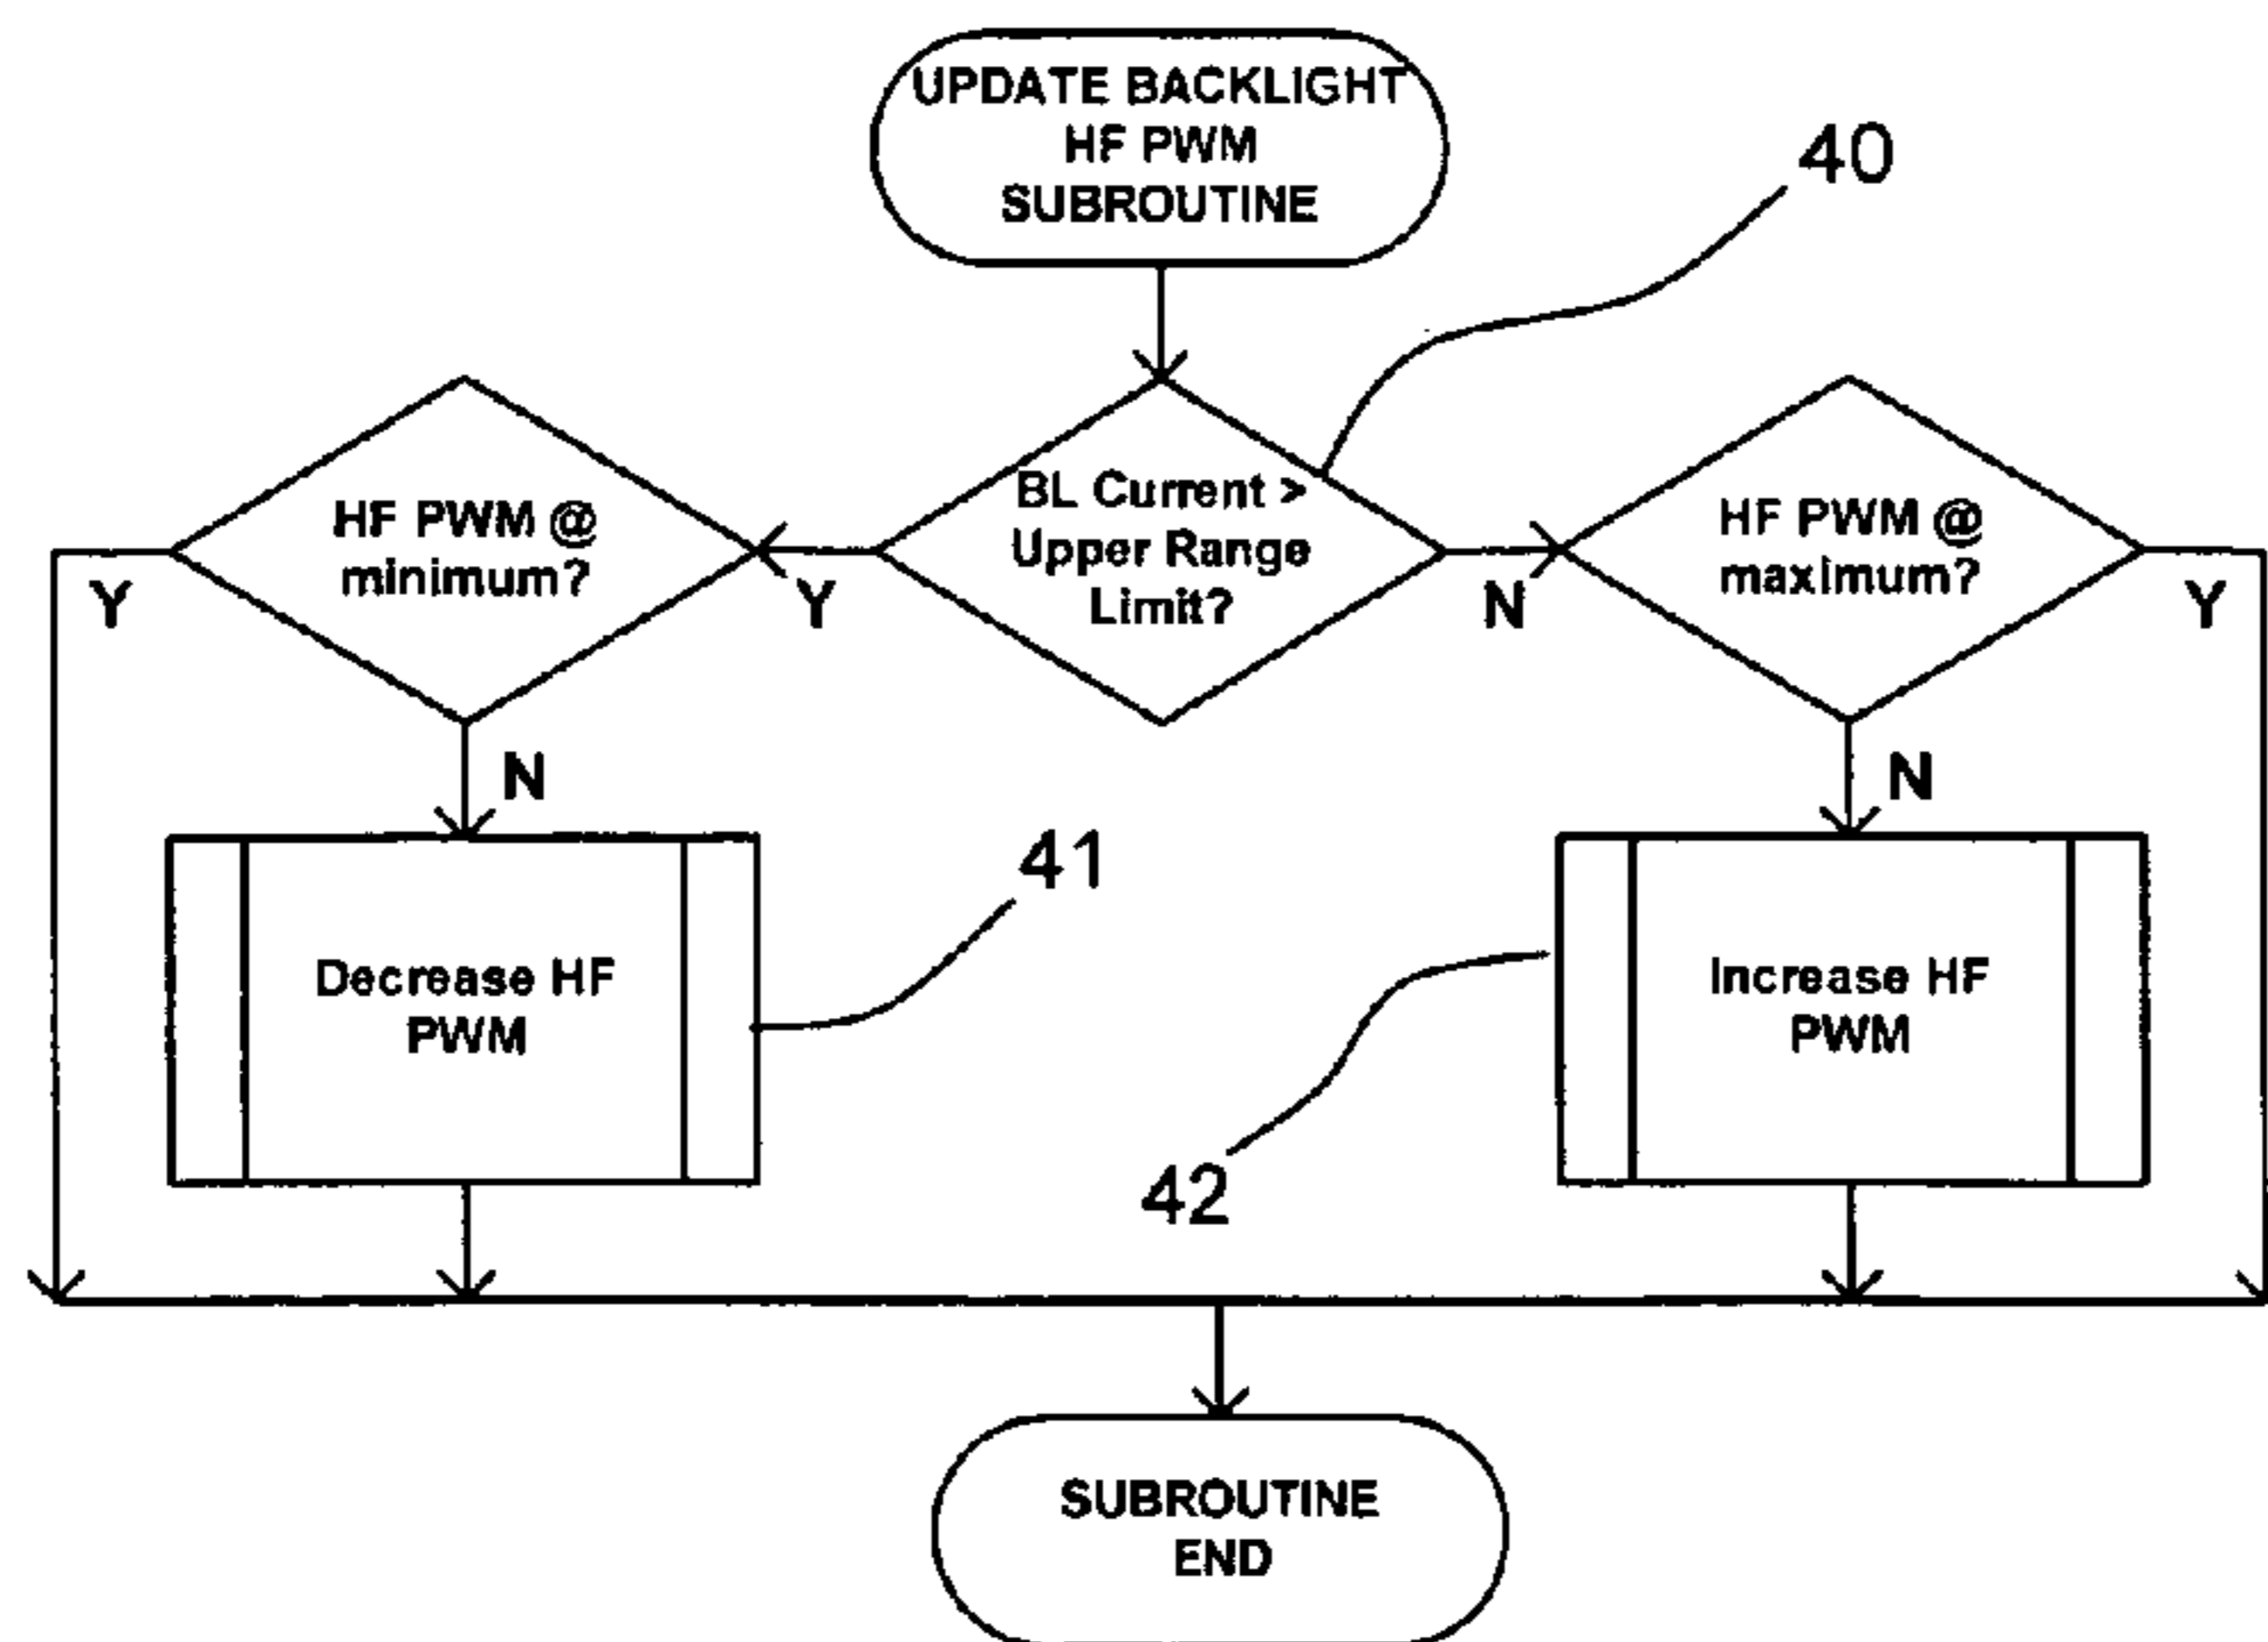 UPDATE BACKLIGHT
HF PWM
SUBROUTINE
40
HF PWM @
minimum?
BL Current >
Upper Range
Limit?
HF PWM @
maximum?
Y
Y
N
Y
N
N
41
Decrease HF
PWM
Increase HF
PWM
42
SUBROUTINE
END